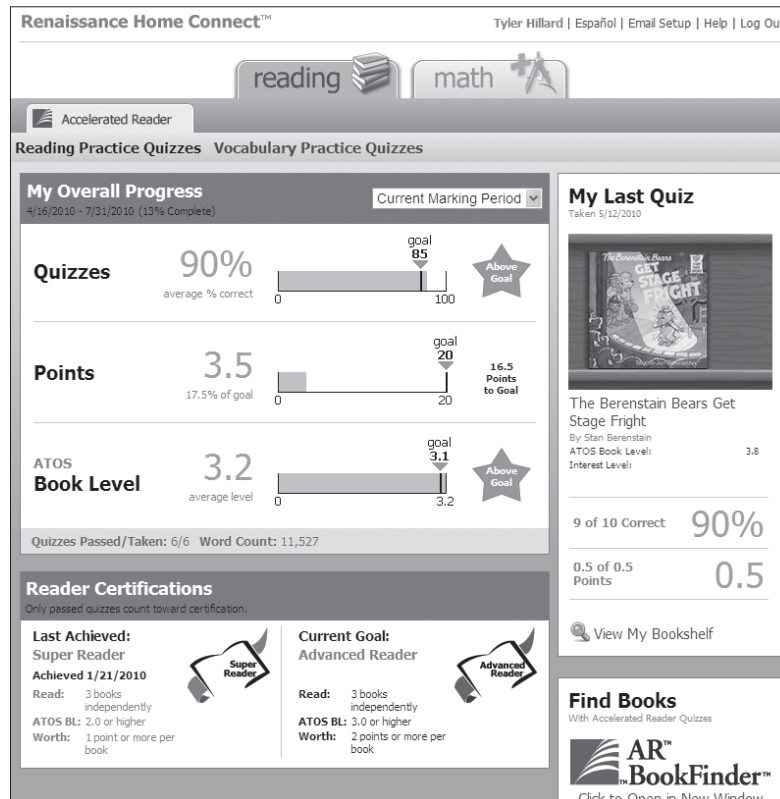 Renaissance Home Connect™
Tyler Hillard | Español | Email Setup | Help | Log Ou
reading
math
Accelerated Reader
Reading Practice Quizzes Vocabulary Practice Quizzes
My Overall Progress
4/16/2010 - 7/31/2010 (13% Complete)
Current Marking Period
Quizzes
90%
average % correct
goal
85
0
100
Above
Goal
Points
3.5
17.5% of goal
goal
20
0
20
16.5
Points
to Goal
ATOS
Book Level
3.2
average level
goal
3.1
0
3.2
Above
Goal
Quizzes Passed/Taken: 6/6 Word Count: 11,527
Reader Certifications
Only passed quizzes count toward certification.
Last Achieved:
Super Reader
Achieved 1/21/2010
Read: 3 books
independently
ATOS BL: 2.0 or higher
Worth: 1 point or more per
book
Super
Reader
Current Goal:
Advanced Reader
Read: 3 books
independently
ATOS BL: 3.0 or higher
Worth: 2 points or more per
book
Advanced
Reader
My Last Quiz
Taken 5/12/2010
The Berenstain Bears
GET
STAGE
FRIGHT
The Berenstain Bears Get
Stage Fright
By Stan Berenstain
ATOS Book Level: 3.8
Interest Level:
9 of 10 Correct 90%
0.5 of 0.5
Points
0.5
View My Bookshelf
Find Books
With Accelerated Reader Quizzes
AR™
BookFinder™
Click to Open in New Window